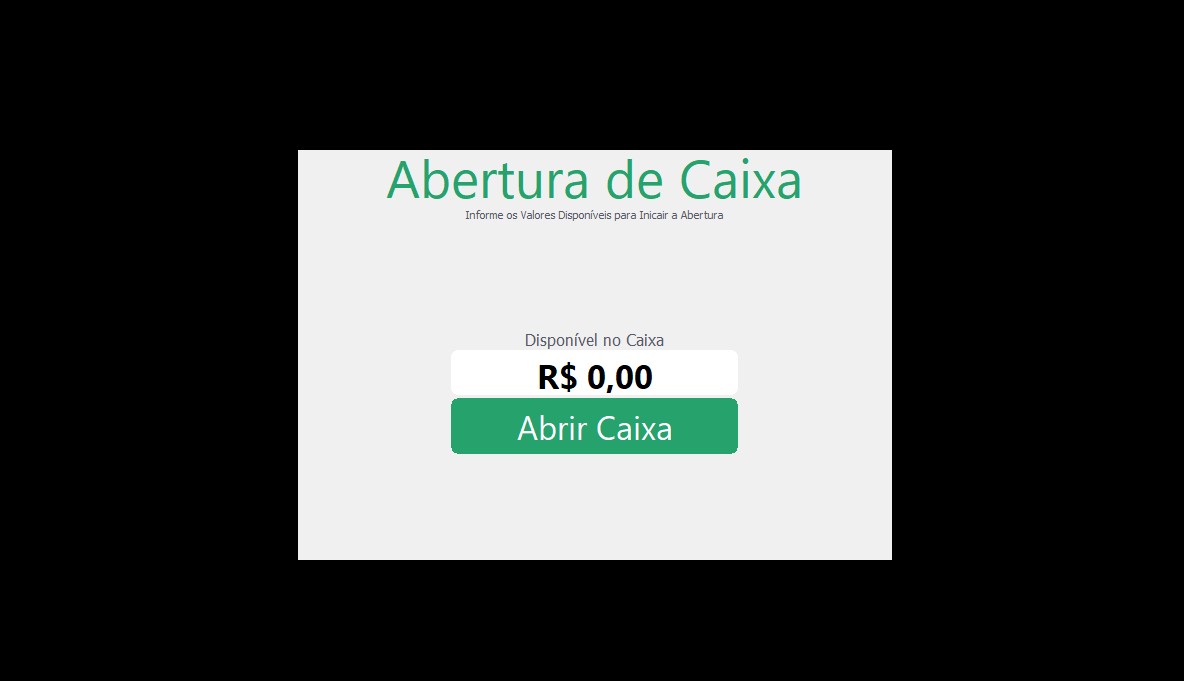 Abertura de Caixa
Informe os Valores Disponíveis para Inicair a Abertura
Disponível no Caixa
R$ 0,00
Abrir Caixa